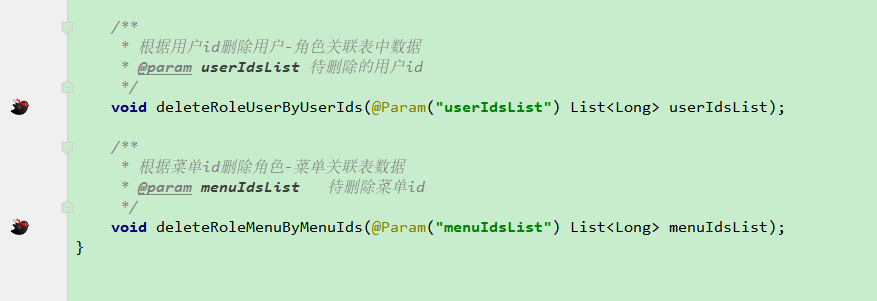 /**
* 根据用户id删除用户-角色关联表中数据
* @param userIdsList 待删除的用户id
*/
void deleteRoleUserByUserIds(@Param("userIdsList") List<Long> userIdsList);
/**
* 根据菜单id删除角色-菜单关联表数据
* @param menuIdsList   待删除菜单id
*/
void deleteRoleMenuByMenuIds(@Param("menuIdsList") List<Long> menuIdsList);
}